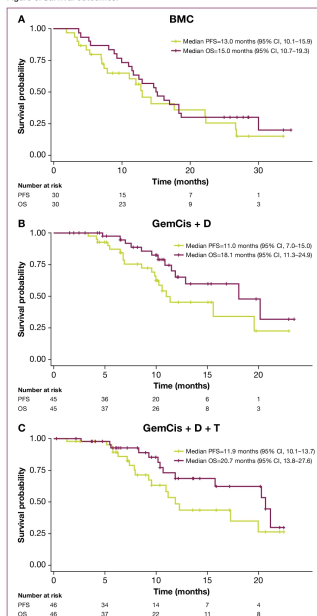 A
BMC
Median PFS=13.0 months (95% CI, 10.1–15.9)
Median OS=15.0 months (95% CI, 10.7–19.3)
Survival probability
1.00
0.75
0.50
0.25
0.00
0 10 20 30 40
Time (months)
Number at risk
PFS 30 15 7 1
OS 30 23 9 3
B
GemCis + D
Median PFS=11.0 months (95% CI, 7.0–15.0)
Median OS=18.1 months (95% CI, 11.3–24.9)
Survival probability
1.00
0.75
0.50
0.25
0.00
0 5 10 15 20
Time (months)
Number at risk
PFS 45 36 20 6 1
OS 45 37 26 8 3
C
GemCis + D + T
Median PFS=11.9 months (95% CI, 10.1–13.7)
Median OS=20.7 months (95% CI, 13.8–27.6)
Survival probability
1.00
0.75
0.50
0.25
0.00
0 5 10 15 20
Time (months)
Number at risk
PFS 46 34 14 7 4
OS 46 37 22 11 8